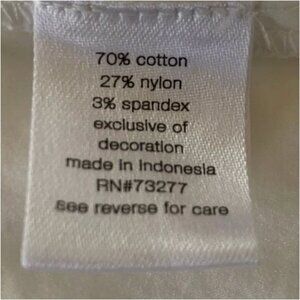 70% cotton
27% nylon
3% spandex
exclusive of
decoration
made in Indonesia
RN#73277
see reverse for care